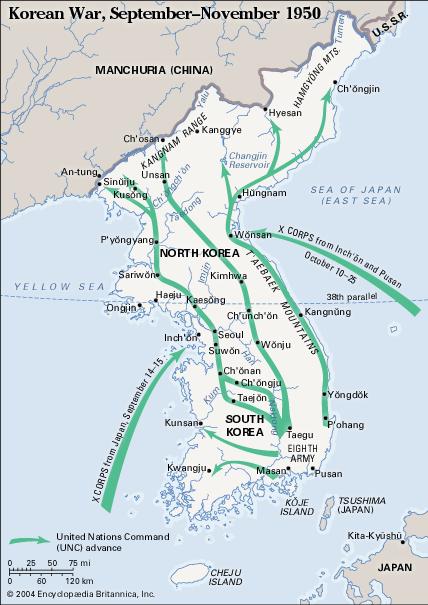 Korean War, September–November 1950
U.S.S.R.
Tumen
MANCHURIA (CHINA)
HAMGYŎNG MTS.
Ch'ŏngjin
Yalu
Hyesan
Kanggye
KANGNAM RANGE
Ch'osan
Changjin
Reservoir
An-tung
Sinŭiju
Unsan
Kusŏng
Ch'ŏngch'ŏn
Taedong
Hŭngnam
SEA OF JAPAN
(EAST SEA)
Wŏnsan
X CORPS from Inch'ŏn and Pusan
October 10–25
P'yŏngyang
NORTH KOREA
T'AEBAEK MOUNTAINS
Sariwŏn
Imjin
Kimhwa
YELLOW SEA
38th parallel
Haeju
Kaesŏng
Ongjin
Ch'unch'ŏn
Kangnŭng
Inch'ŏn
Seoul
Suwŏn
Han
Wŏnju
Ch'ŏnan
Ch'ŏngju
Kum
Taejŏn
Yŏngdŏk
X CORPS from Japan, September 14–15
Kunsan
SOUTH
KOREA
Naktong
P'ohang
Taegu
EIGHTH
ARMY
Kwangju
Masan
Pusan
KŎJE
ISLAND
TSUSHIMA
(JAPAN)
Kita-Kyūshū
United Nations Command
(UNC) advance
0 25 50 75 mi
0 60 120 km
CHEJU
ISLAND
JAPAN
© 2004 Encyclopædia Britannica, Inc.